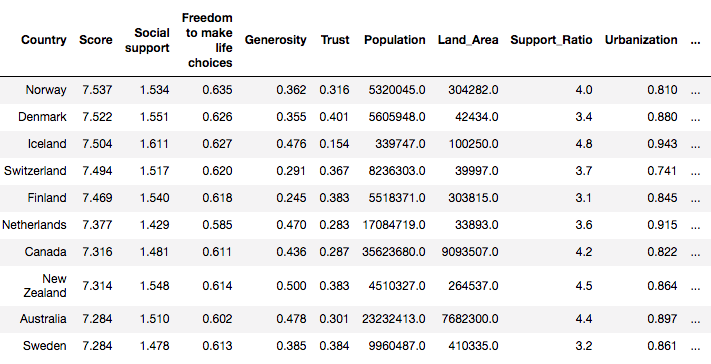 Country Score Social support Freedom to make life choices Generosity Trust Population Land_Area Support_Ratio Urbanization ...
Norway 7.537 1.534 0.635 0.362 0.316 5320045.0 304282.0 4.0 0.810 ...
Denmark 7.522 1.551 0.626 0.355 0.401 5605948.0 42434.0 3.4 0.880 ...
Iceland 7.504 1.611 0.627 0.476 0.154 339747.0 100250.0 4.8 0.943 ...
Switzerland 7.494 1.517 0.620 0.291 0.367 8236303.0 39997.0 3.7 0.741 ...
Finland 7.469 1.540 0.618 0.245 0.383 5518371.0 303815.0 3.1 0.845 ...
Netherlands 7.377 1.429 0.585 0.470 0.283 17084719.0 33893.0 3.6 0.915 ...
Canada 7.316 1.481 0.611 0.436 0.287 35623680.0 9093507.0 4.2 0.822 ...
New Zealand 7.314 1.548 0.614 0.500 0.383 4510327.0 264537.0 4.5 0.864 ...
Australia 7.284 1.510 0.602 0.478 0.301 23232413.0 7682300.0 4.4 0.897 ...
Sweden 7.284 1.478 0.613 0.385 0.384 9960487.0 410335.0 3.2 0.861 ...